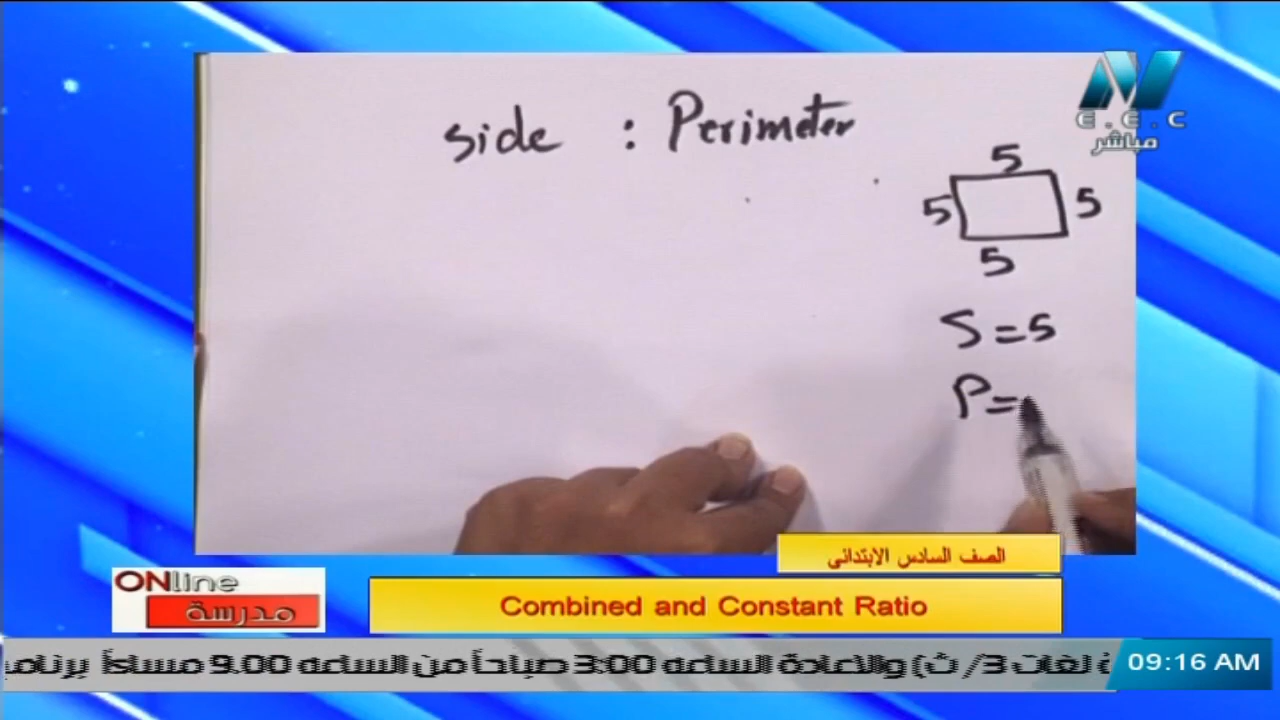 side : Perimeter
E . E . C
مباشر
5
5 5
5
S = 5
P =
الصف السادس الابتدائى
ONline
مدرسة
Combined and Constant Ratio
ة لغات 3/ ث) والاعادة الساعه 3:00 صباحاً من الساعه 9.00 مساءً برنامج
09:16 AM